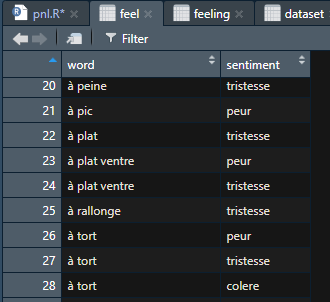 pnl.R* feel feeling dataset
Filter
word sentiment
20 à peine tristesse
21 à pic peur
22 à plat tristesse
23 à plat ventre peur
24 à plat ventre tristesse
25 à rallonge tristesse
26 à tort peur
27 à tort tristesse
28 à tort colere